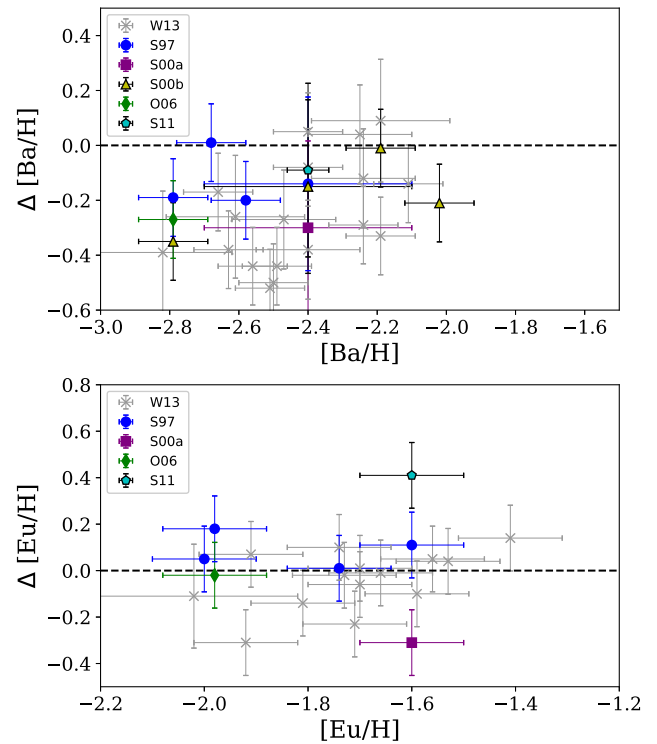 W13
S97
S00a
S00b
O06
S11
0.4
0.2
0.0
−0.2
−0.4
−0.6
Δ [Ba/H]
−3.0 −2.8 −2.6 −2.4 −2.2 −2.0 −1.8 −1.6
[Ba/H]
W13
S97
S00a
O06
S11
0.8
0.6
0.4
0.2
0.0
−0.2
−0.4
Δ [Eu/H]
−2.2 −2.0 −1.8 −1.6 −1.4 −1.2
[Eu/H]